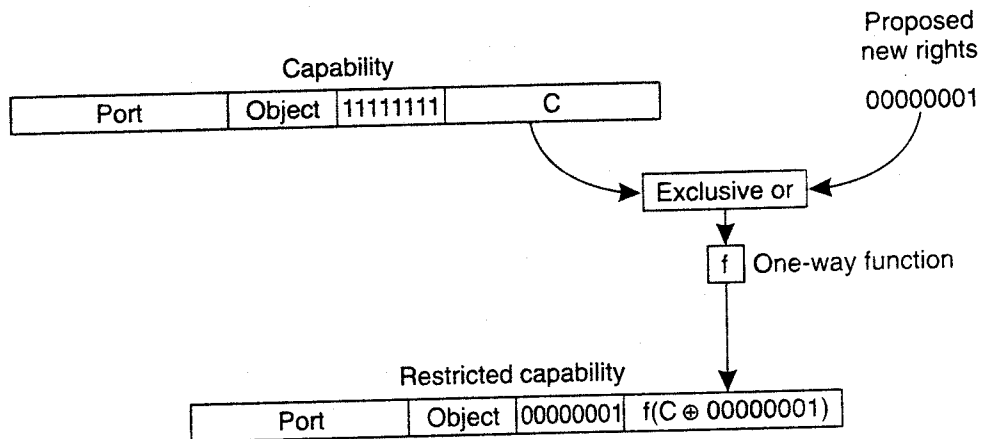 Proposed
new rights
Capability
Port Object 11111111 C
00000001
Exclusive or
f One-way function
Restricted capability
Port Object 00000001 f(C ⊕ 00000001)